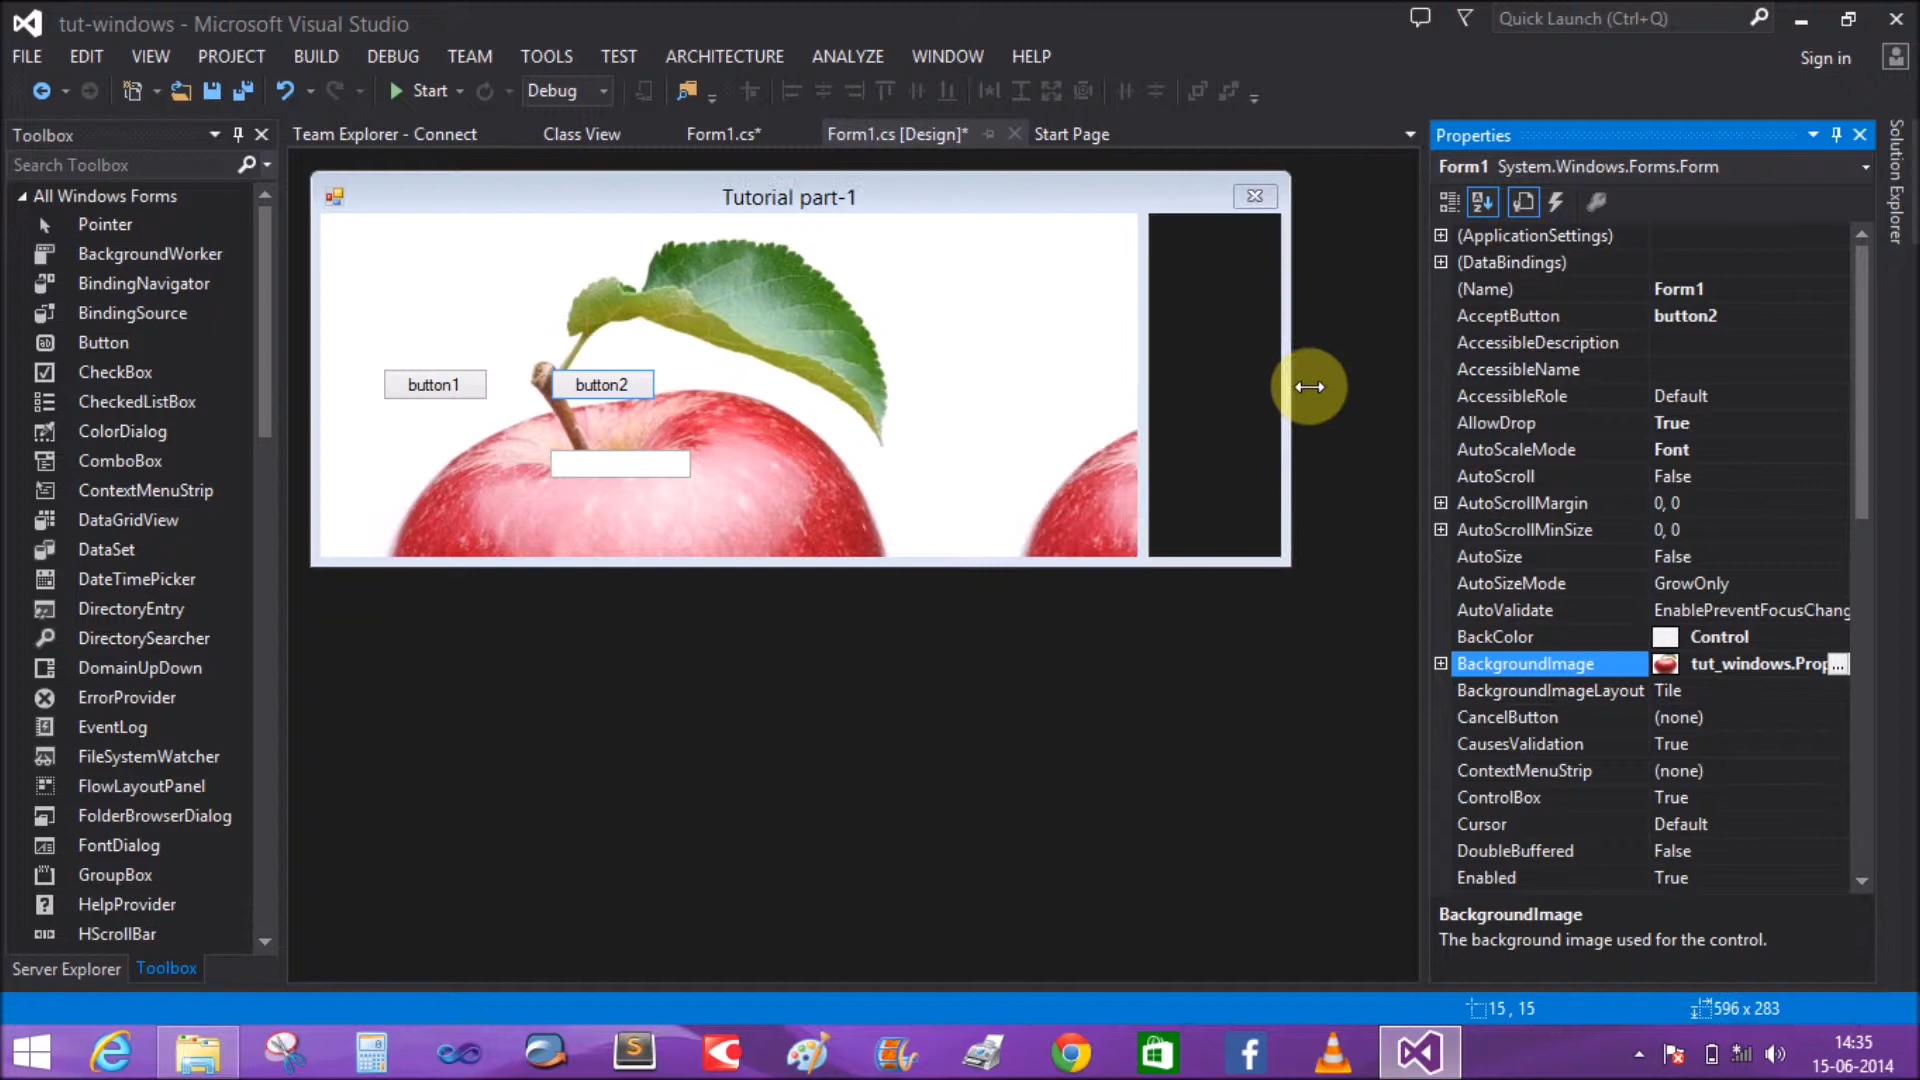 tut-windows - Microsoft Visual Studio
Quick Launch (Ctrl+Q)
FILE EDIT VIEW PROJECT BUILD DEBUG TEAM TOOLS TEST ARCHITECTURE ANALYZE WINDOW HELP
Sign in
Start Debug
Toolbox
Search Toolbox
All Windows Forms
Pointer
BackgroundWorker
BindingNavigator
BindingSource
Button
CheckBox
CheckedListBox
ColorDialog
ComboBox
ContextMenuStrip
DataGridView
DataSet
DateTimePicker
DirectoryEntry
DirectorySearcher
DomainUpDown
ErrorProvider
EventLog
FileSystemWatcher
FlowLayoutPanel
FolderBrowserDialog
FontDialog
GroupBox
HelpProvider
HScrollBar
Server Explorer Toolbox
Team Explorer - Connect Class View Form1.cs* Form1.cs [Design]* Start Page
Tutorial part-1
button1 button2
Properties
Form1 System.Windows.Forms.Form
(ApplicationSettings)
(DataBindings)
(Name) Form1
AcceptButton button2
AccessibleDescription
AccessibleName
AccessibleRole Default
AllowDrop True
AutoScaleMode Font
AutoScroll False
AutoScrollMargin 0, 0
AutoScrollMinSize 0, 0
AutoSize False
AutoSizeMode GrowOnly
AutoValidate EnablePreventFocusChang
BackColor Control
BackgroundImage tut_windows.Prop ...
BackgroundImageLayout Tile
CancelButton (none)
CausesValidation True
ContextMenuStrip (none)
ControlBox True
Cursor Default
DoubleBuffered False
Enabled True
BackgroundImage
The background image used for the control.
Solution Explorer
15 , 15 596 x 283
14:35
15-06-2014